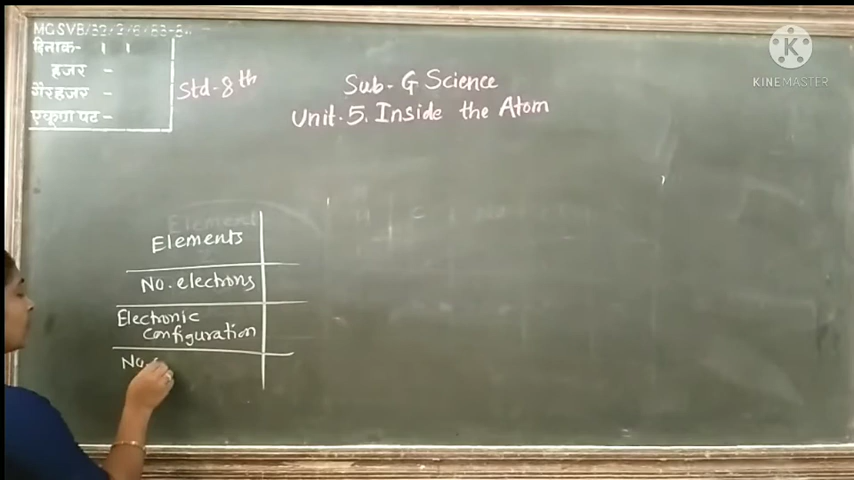 दिनांक-
हजर -
गैरहजर -
एकूण पट -
Std-8th
Sub- G Science
Unit. 5. Inside the Atom
KINEMASTER
Elements
No. electrons
Electronic
configuration
No.